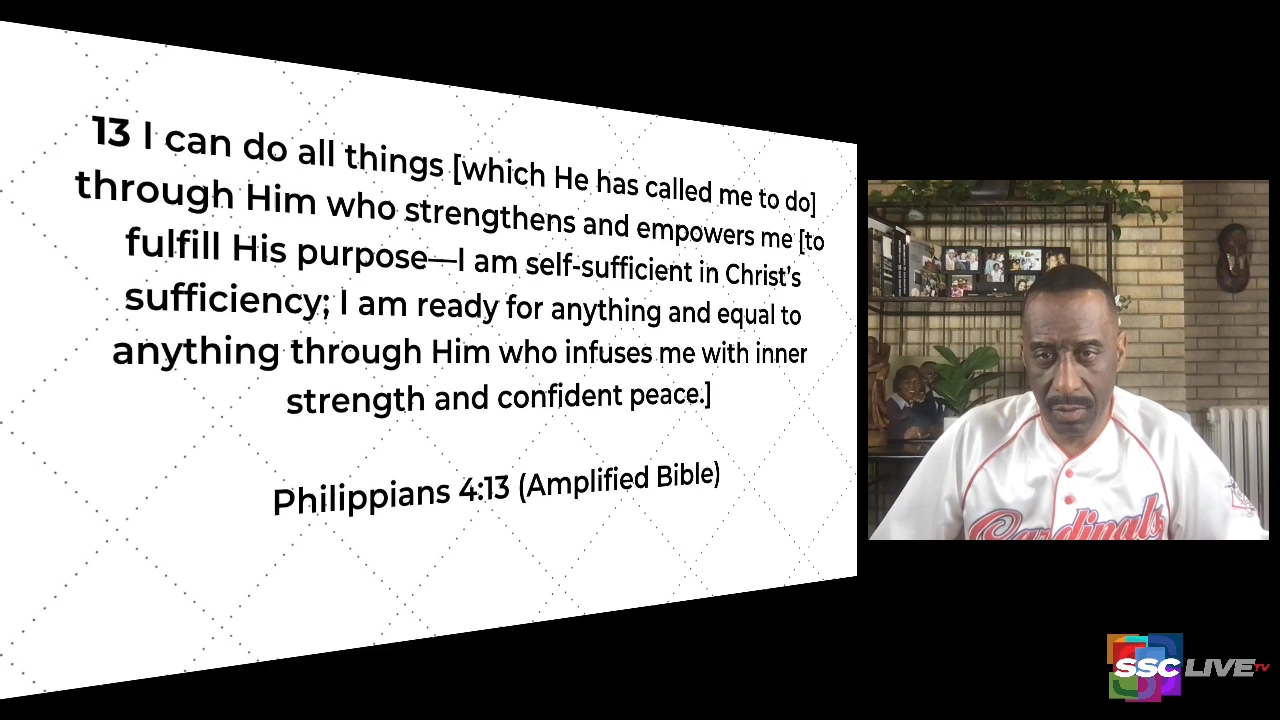 13 I can do all things [which He has called me to do]
through Him who strengthens and empowers me [to
fulfill His purpose—I am self-sufficient in Christ’s
sufficiency; I am ready for anything and equal to
anything through Him who infuses me with inner
strength and confident peace.]
Philippians 4:13 (Amplified Bible)
Cardinals
SSC LIVE TV